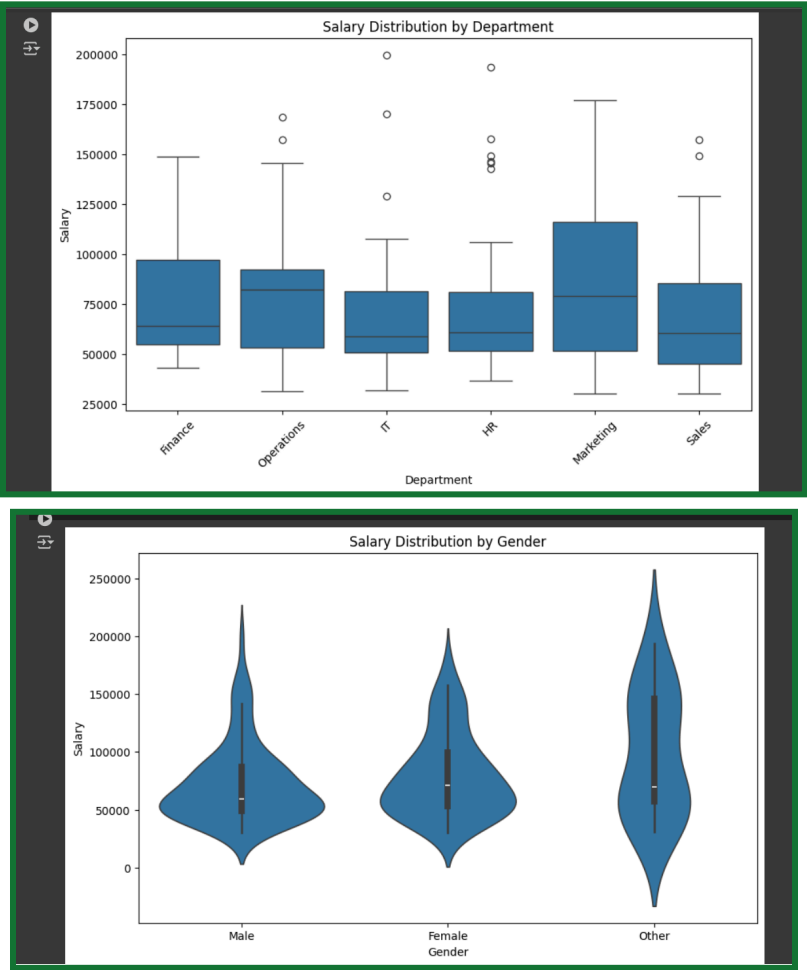 Salary Distribution by Department
200000
175000
150000
125000
100000
75000
50000
25000
Salary
Finance
Operations
IT
HR
Marketing
Sales
Department
Salary Distribution by Gender
250000
200000
150000
100000
50000
0
Salary
Male
Female
Other
Gender